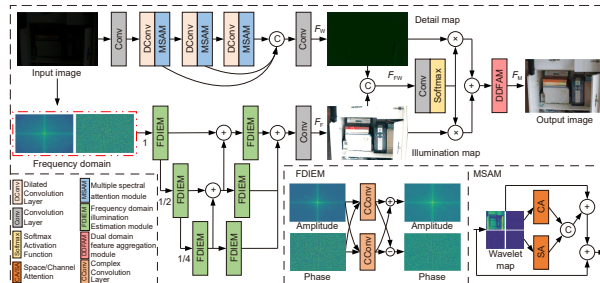 Input image
Conv
DConv
MSAM
DConv
MSAM
DConv
MSAM
C
Conv
F_W
Detail map
C
F_FW
Conv
Softmax
×
×
+
DDFAM
F_M
Output image
Frequency domain
1
FDIEM
+
+
Conv
F_F
Illumination map
1/2
FDIEM
+
FDIEM
1/4
FDIEM
FDIEM
DConv
Dilated
Convolution
Layer
MSAM
Multiple spectral
attention module
Conv
Convolution
Layer
FDIEM
Frequency domain
illumination
Estimation module
Softmax
Softmax
Activation
Function
DDFAM
Dual domain
feature aggregation
module
CA/SA
Space/Channel
Attention
CConv
Complex
Convolution
Layer
FDIEM
Amplitude
CConv
+
Amplitude
Phase
CConv
−
Phase
MSAM
Wavelet
map
CA
SA
C
+
+